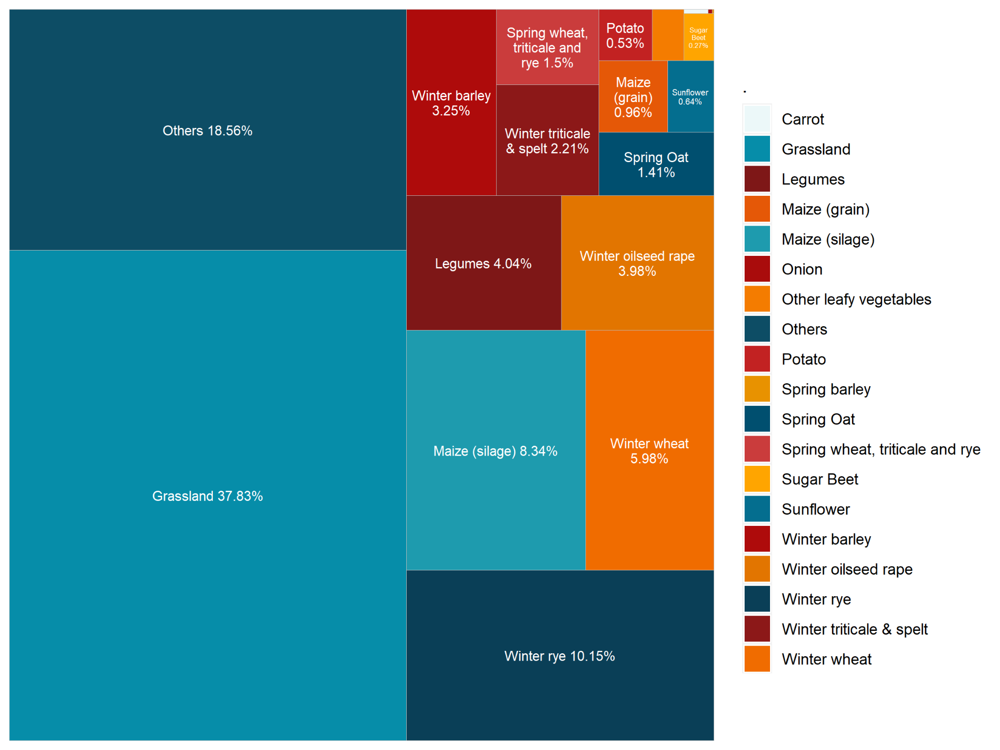 Others 18.56%
Grassland 37.83%
Winter barley
3.25%
Spring wheat,
triticale and
rye 1.5%
Winter triticale
& spelt 2.21%
Potato
0.53%
Sugar
Beet
0.27%
Maize
(grain)
0.96%
Sunflower
0.64%
Spring Oat
1.41%
Legumes 4.04%
Winter oilseed rape
3.98%
Maize (silage) 8.34%
Winter wheat
5.98%
Winter rye 10.15%
.
Carrot
Grassland
Legumes
Maize (grain)
Maize (silage)
Onion
Other leafy vegetables
Others
Potato
Spring barley
Spring Oat
Spring wheat, triticale and rye
Sugar Beet
Sunflower
Winter barley
Winter oilseed rape
Winter rye
Winter triticale & spelt
Winter wheat